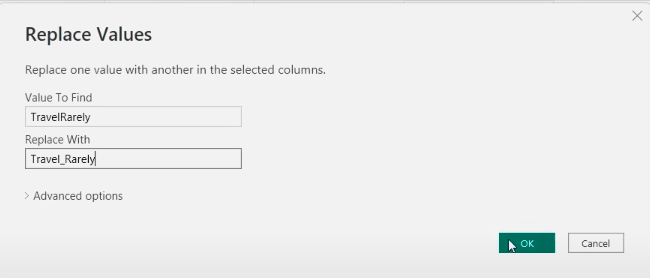 Replace Values
Replace one value with another in the selected columns.
Value To Find
TravelRarely
Replace With
Travel_Rarely
Advanced options
OK
Cancel